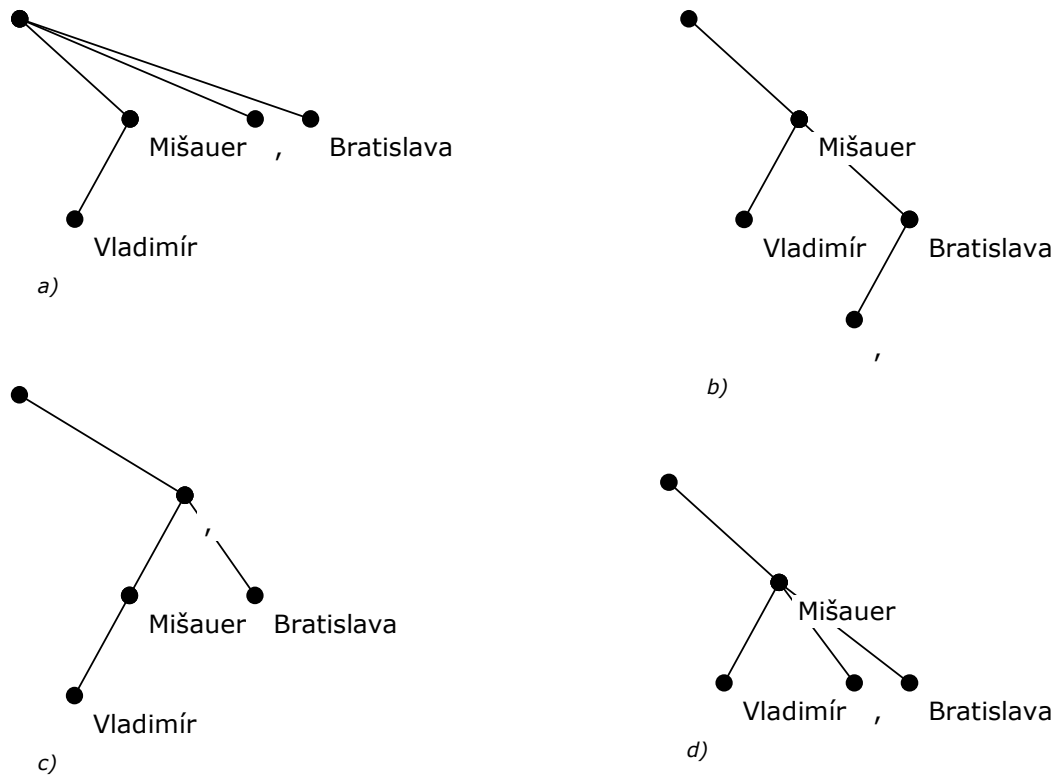 Mišauer , Bratislava
Vladimír
a)
Mišauer
Vladimír Bratislava
,
b)
,
Mišauer Bratislava
Vladimír
c)
Mišauer
Vladimír , Bratislava
d)